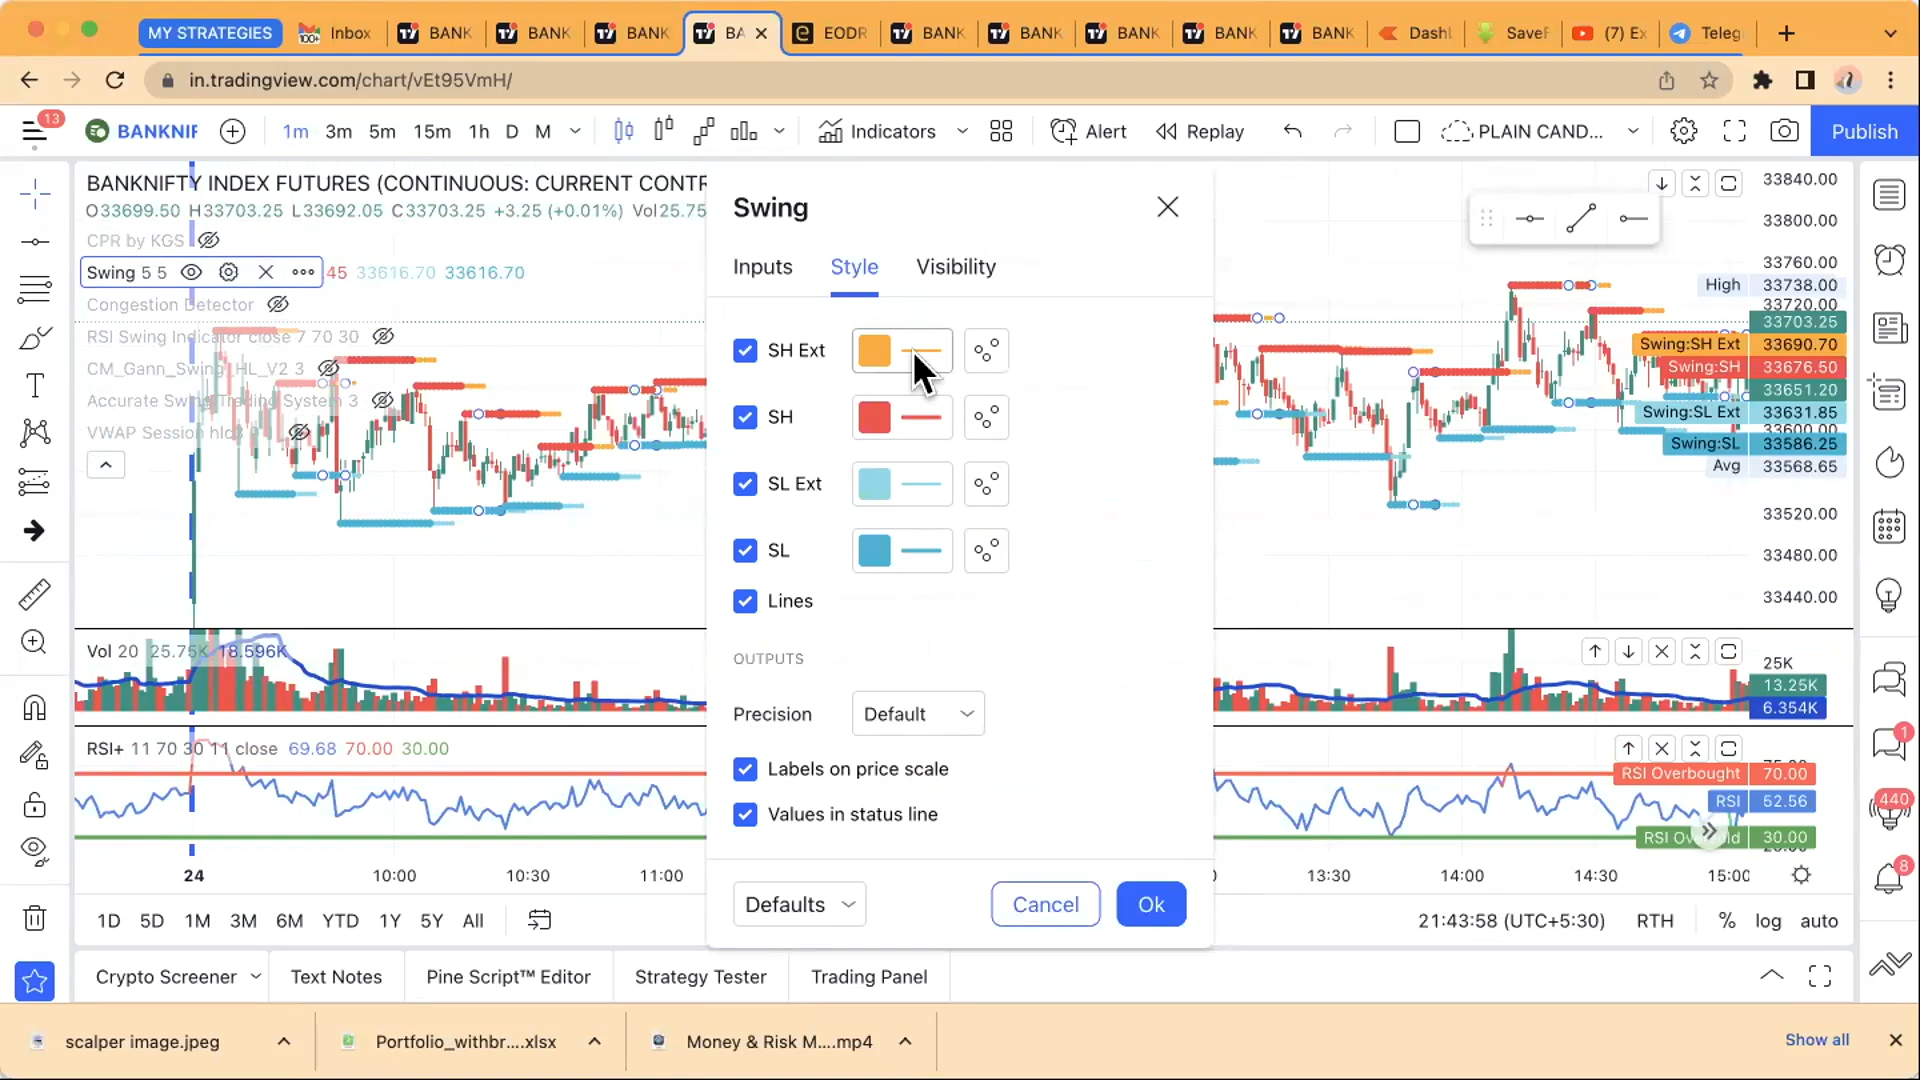 MY STRATEGIES
Inbox
BANK
BANK
BANK
BA
EODR
BANK
BANK
BANK
BANK
BANK
Dashl
SaveF
(7) Ex
Teleg
in.tradingview.com/chart/vEt95VmH/
13
BANKNIF
1m 3m 5m 15m 1h D M
Indicators
Alert
Replay
PLAIN CAND...
Publish
BANKNIFTY INDEX FUTURES (CONTINUOUS: CURRENT CONTR
O33699.50 H33703.25 L33692.05 C33703.25 +3.25 (+0.01%) Vol25.75
CPR by KGS
Swing 5 5
45 33616.70 33616.70
Congestion Detector
RSI Swing Indicator close 7 70 30
CM_Gann_Swing_HL_V2 3
Accurate Swing Trading System 3
VWAP Session hlc3
Swing
Inputs Style Visibility
SH Ext
SH
SL Ext
SL
Lines
OUTPUTS
Precision Default
Labels on price scale
Values in status line
Defaults Cancel Ok
33840.00
33800.00
33760.00
High 33738.00
33720.00
33703.25
Swing:SH Ext 33690.70
Swing:SH 33676.50
33651.20
Swing:SL Ext 33631.85
33600.00
Swing:SL 33586.25
Avg 33568.65
33520.00
33480.00
33440.00
Vol 20 25.75K 18.596K
25K
13.25K
6.354K
RSI+ 11 70 30 11 close 69.68 70.00 30.00
RSI Overbought 70.00
RSI 52.56
30.00
24 10:00 10:30 11:00 13:30 14:00 14:30 15:00
1D 5D 1M 3M 6M YTD 1Y 5Y All
21:43:58 (UTC+5:30) RTH % log auto
1
440
8
Crypto Screener Text Notes Pine Script™ Editor Strategy Tester Trading Panel
scalper image.jpeg
Portfolio_withbr....xlsx
Money & Risk M....mp4
Show all